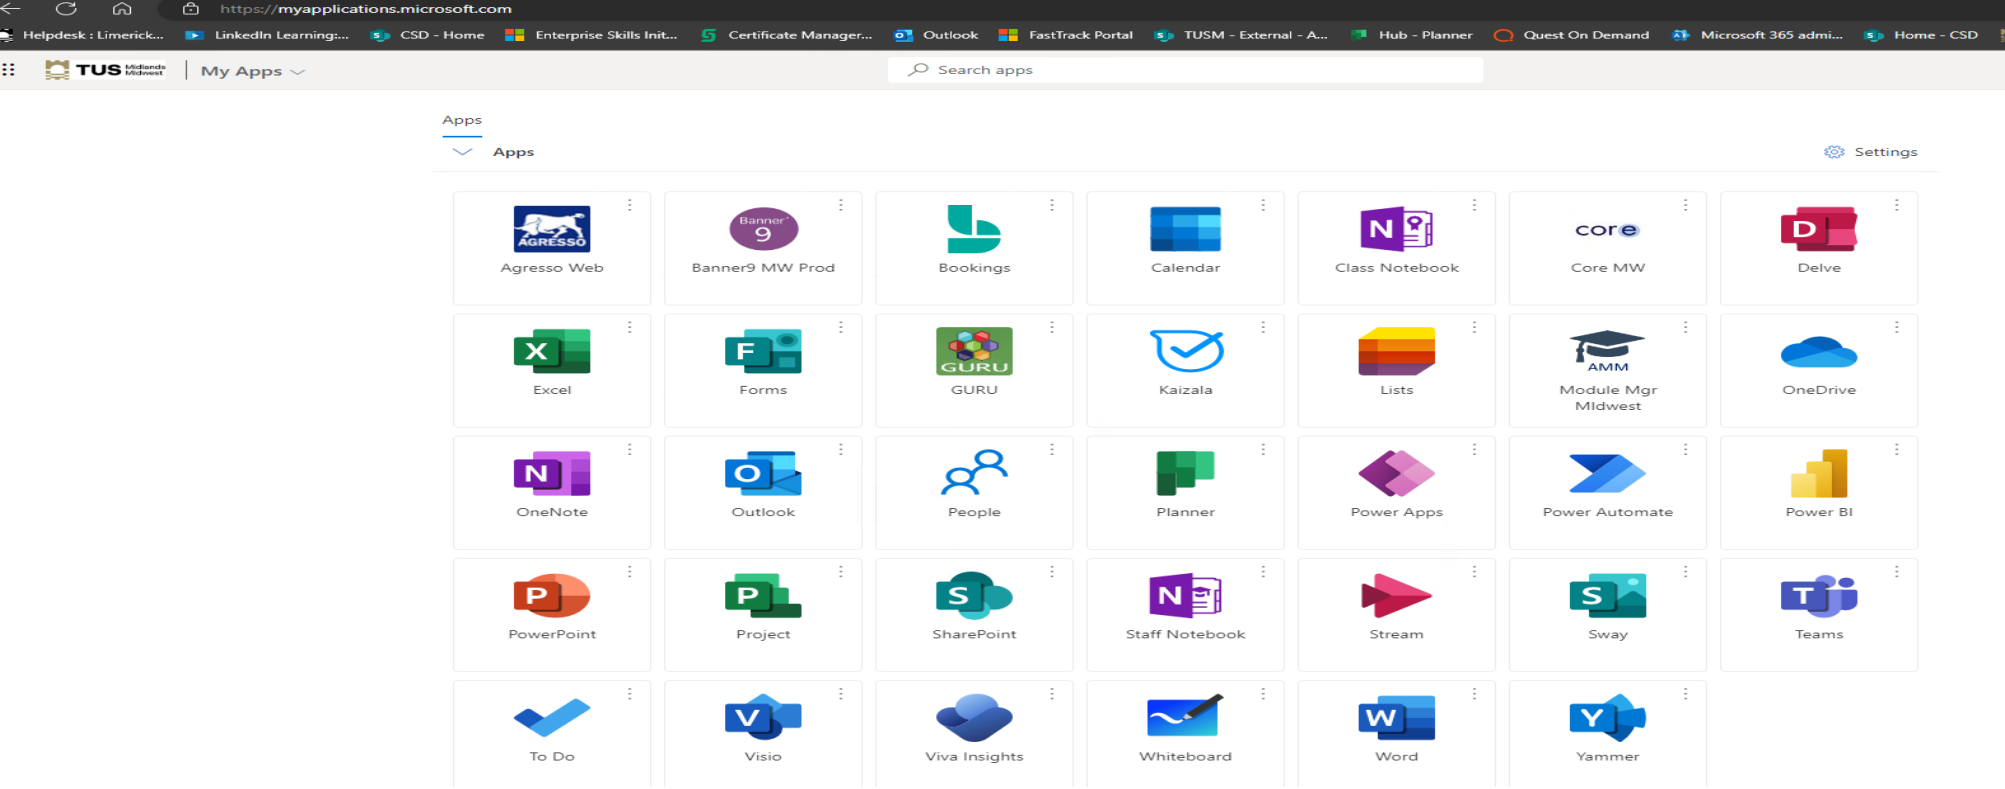 https://myapplications.microsoft.com
Helpdesk : Limerick... LinkedIn Learning:... CSD - Home Enterprise Skills Init... Certificate Manager... Outlook FastTrack Portal TUSM - External - A... Hub - Planner Quest On Demand Microsoft 365 admi... Home - CSD
TUS Midlands Midwest My Apps Search apps
Apps
Apps Settings
AGRESSO Banner 9 N core D
Agresso Web Banner9 MW Prod Bookings Calendar Class Notebook Core MW Delve
X F GURU AMM
Excel Forms GURU Kaizala Lists Module Mgr MIdwest OneDrive
N O
OneNote Outlook People Planner Power Apps Power Automate Power BI
P P S N S T
PowerPoint Project SharePoint Staff Notebook Stream Sway Teams
V W Y
To Do Visio Viva Insights Whiteboard Word Yammer